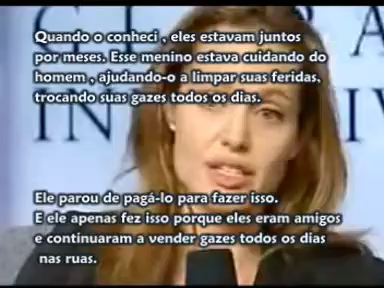 Quando o conheci , eles estavam juntos
por meses. Esse menino estava cuidando do
homem , ajudando-o a limpar suas feridas,
trocando suas gazes todos os dias.
Ele parou de pagá-lo para fazer isso.
E ele apenas fez isso porque eles eram amigos
e continuaram a vender gazes todos os dias
nas ruas.